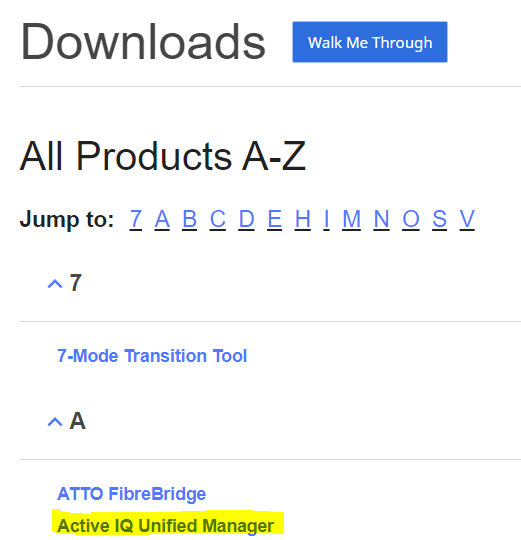 Downloads Walk Me Through
All Products A-Z
Jump to: 7 A B C D E H I M N O S V
7
7-Mode Transition Tool
A
ATTO FibreBridge
Active IQ Unified Manager